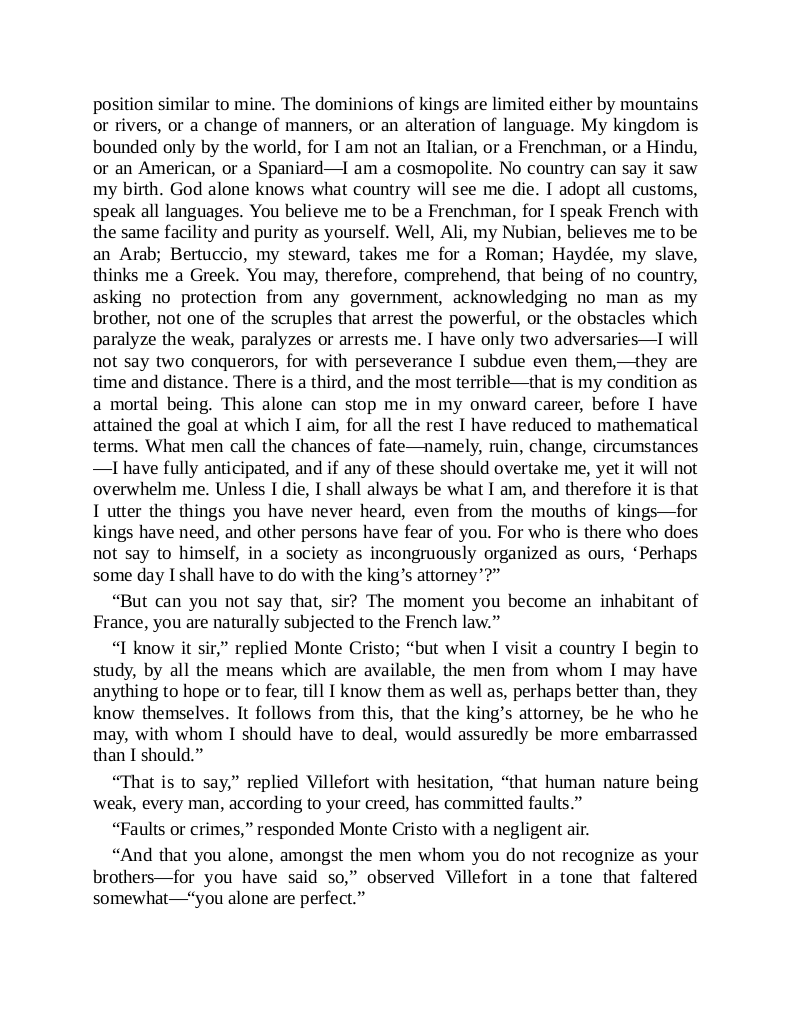 position similar to mine. The dominions of kings are limited either by mountains
or rivers, or a change of manners, or an alteration of language. My kingdom is
bounded only by the world, for I am not an Italian, or a Frenchman, or a Hindu,
or an American, or a Spaniard—I am a cosmopolite. No country can say it saw
my birth. God alone knows what country will see me die. I adopt all customs,
speak all languages. You believe me to be a Frenchman, for I speak French with
the same facility and purity as yourself. Well, Ali, my Nubian, believes me to be
an Arab; Bertuccio, my steward, takes me for a Roman; Haydée, my slave,
thinks me a Greek. You may, therefore, comprehend, that being of no country,
asking no protection from any government, acknowledging no man as my
brother, not one of the scruples that arrest the powerful, or the obstacles which
paralyze the weak, paralyzes or arrests me. I have only two adversaries—I will
not say two conquerors, for with perseverance I subdue even them,—they are
time and distance. There is a third, and the most terrible—that is my condition as
a mortal being. This alone can stop me in my onward career, before I have
attained the goal at which I aim, for all the rest I have reduced to mathematical
terms. What men call the chances of fate—namely, ruin, change, circumstances
—I have fully anticipated, and if any of these should overtake me, yet it will not
overwhelm me. Unless I die, I shall always be what I am, and therefore it is that
I utter the things you have never heard, even from the mouths of kings—for
kings have need, and other persons have fear of you. For who is there who does
not say to himself, in a society as incongruously organized as ours, ‘Perhaps
some day I shall have to do with the king’s attorney’?”
“But can you not say that, sir? The moment you become an inhabitant of
France, you are naturally subjected to the French law.”
“I know it sir,” replied Monte Cristo; “but when I visit a country I begin to
study, by all the means which are available, the men from whom I may have
anything to hope or to fear, till I know them as well as, perhaps better than, they
know themselves. It follows from this, that the king’s attorney, be he who he
may, with whom I should have to deal, would assuredly be more embarrassed
than I should.”
“That is to say,” replied Villefort with hesitation, “that human nature being
weak, every man, according to your creed, has committed faults.”
“Faults or crimes,” responded Monte Cristo with a negligent air.
“And that you alone, amongst the men whom you do not recognize as your
brothers—for you have said so,” observed Villefort in a tone that faltered
somewhat—“you alone are perfect.”